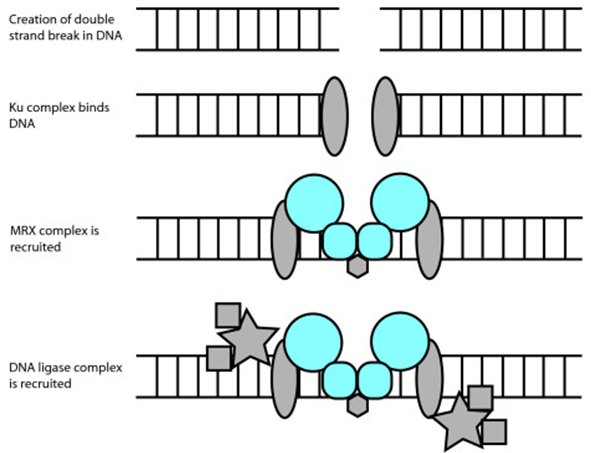 Creation of double
strand break in DNA
Ku complex binds
DNA
MRX complex is
recruited
DNA ligase complex
is recruited